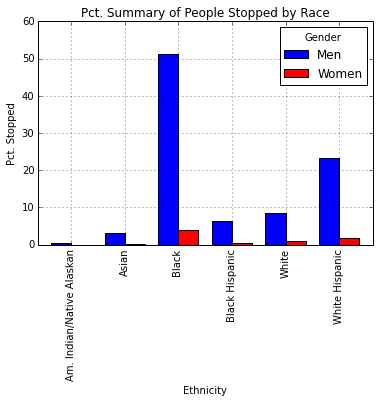 Pct. Summary of People Stopped by Race
Gender
Men
Women
60
50
40
30
20
10
0
Pct. Stopped
Am. Indian/Native Alaskan
Asian
Black
Black Hispanic
White
White Hispanic
Ethnicity